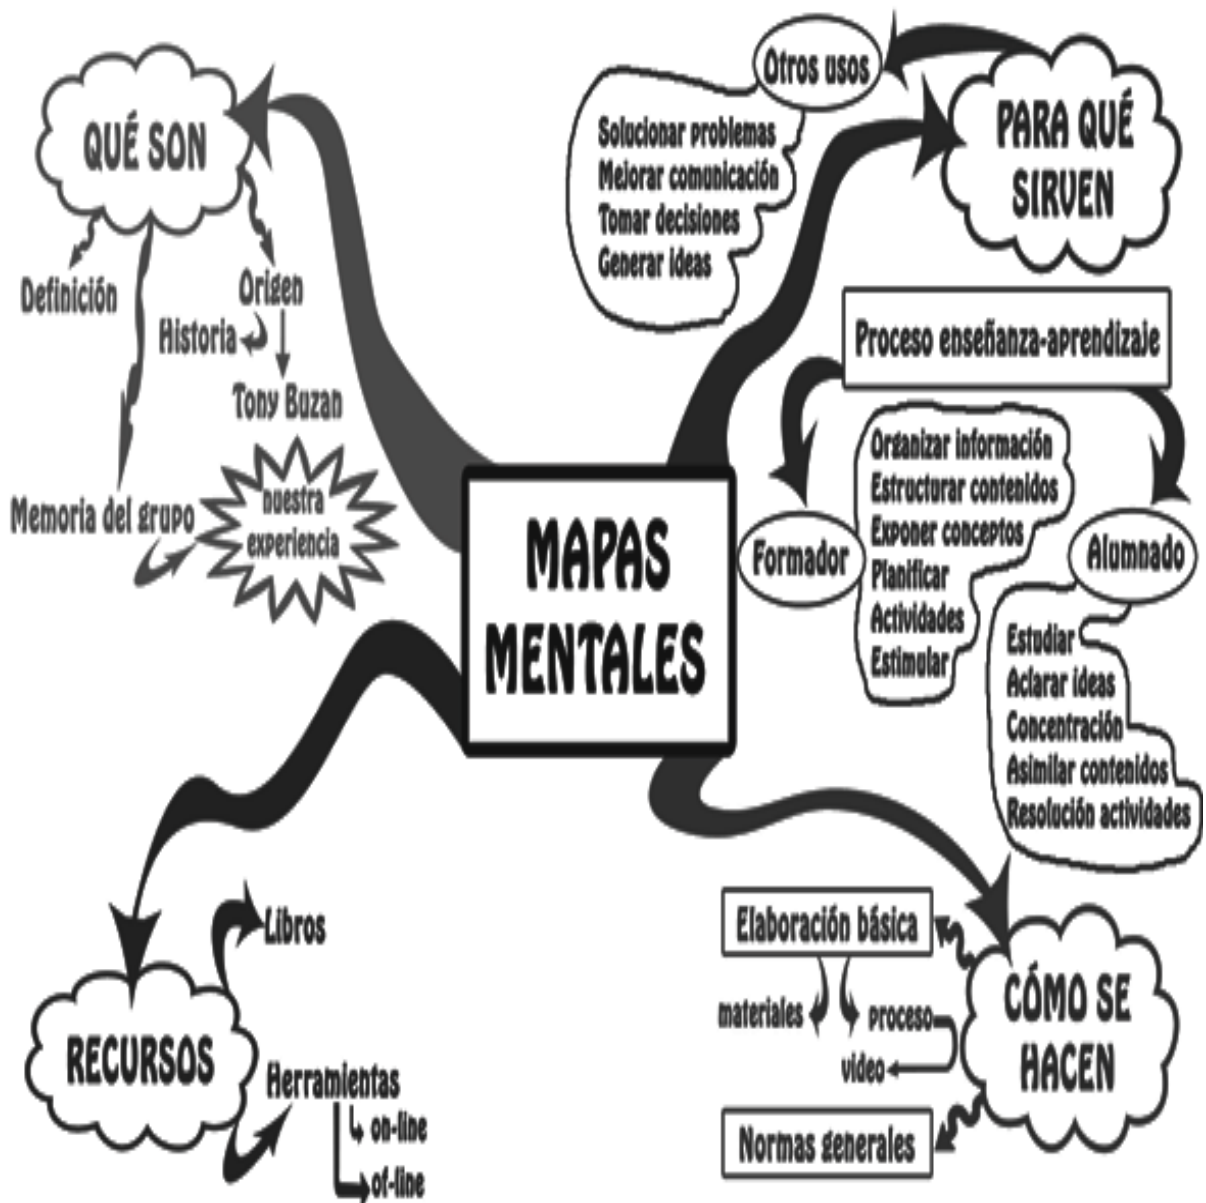 MAPAS
MENTALES
QUÉ SON
Definición
Origen
Historia
Tony Buzan
Memoria del grupo
nuestra
experiencia
PARA QUÉ
SIRVEN
Otros usos
Solucionar problemas
Mejorar comunicación
Tomar decisiones
Generar ideas
Proceso enseñanza-aprendizaje
Formador
Organizar información
Estructurar contenidos
Exponer conceptos
Planificar
Actividades
Estimular
Alumnado
Estudiar
Aclarar ideas
Concentración
Asimilar contenidos
Resolución actividades
CÓMO SE
HACEN
Elaboración básica
materiales
proceso
video
Normas generales
RECURSOS
Libros
Herramientas
on-line
of-line